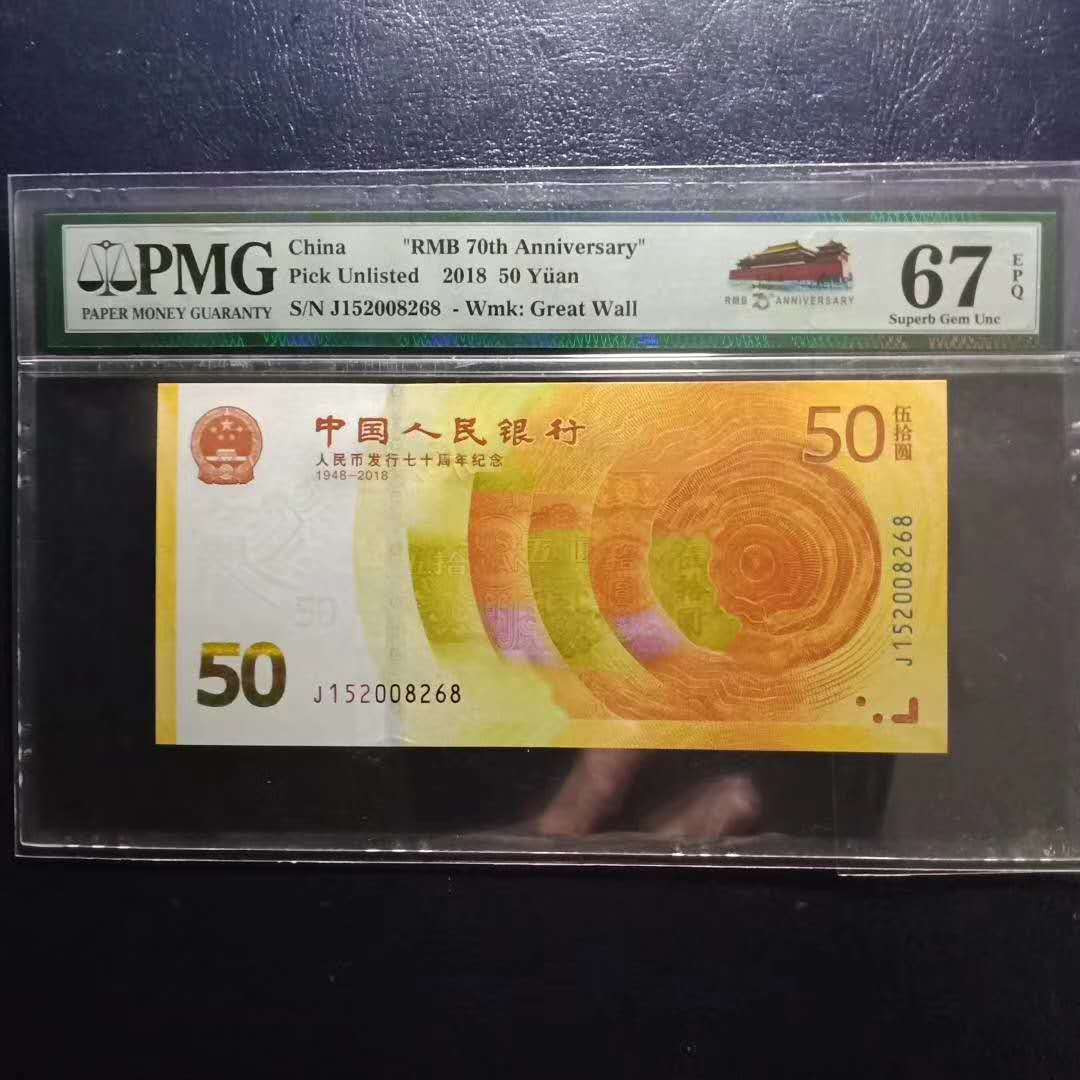 PMG
PAPER MONEY GUARANTY
China "RMB 70th Anniversary"
Pick Unlisted 2018 50 Yüan
S/N J152008268 - Wmk: Great Wall
RMB 70th ANNIVERSARY
67
EPQ
Superb Gem Unc
中国人民银行
人民币发行七十周年纪念
1948-2018
50
伍拾圆
J152008268
50
50
J152008268